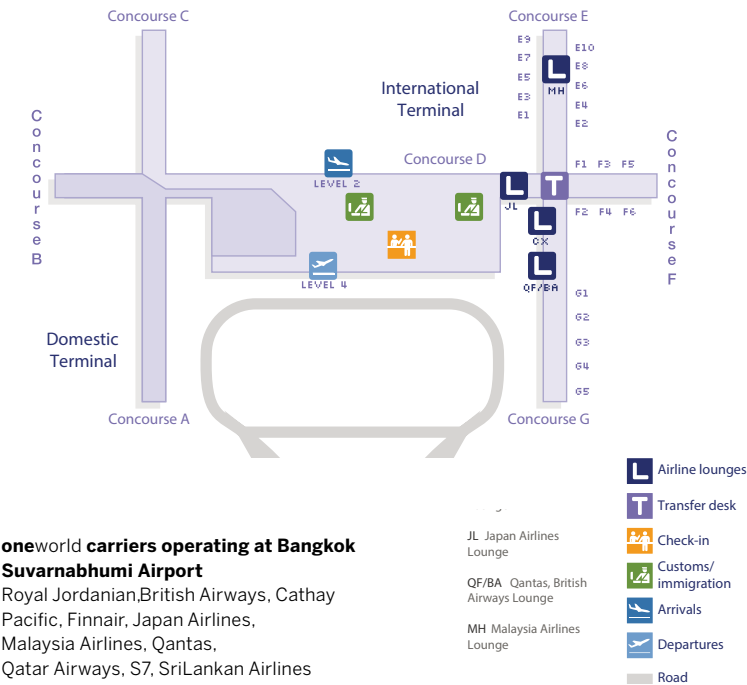 Concourse C
Concourse E
E9
E7
E5
E3
E1
E10
E8
E6
E4
E2
L
MH
International
Terminal
Concourse B
Concourse D
Concourse F
F1 F3 F5
LEVEL 2
L
JL
T
F2 F4 F6
L
CX
L
QF/BA
LEVEL 4
G1
G2
G3
G4
G5
Domestic
Terminal
Concourse A
Concourse G
L Airline lounges
T Transfer desk
Check-in
Customs/
immigration
Arrivals
Departures
Road
JL Japan Airlines
Lounge
QF/BA Qantas, British
Airways Lounge
MH Malaysia Airlines
Lounge
oneworld carriers operating at Bangkok
Suvarnabhumi Airport
Royal Jordanian,British Airways, Cathay
Pacific, Finnair, Japan Airlines,
Malaysia Airlines, Qantas,
Qatar Airways, S7, SriLankan Airlines